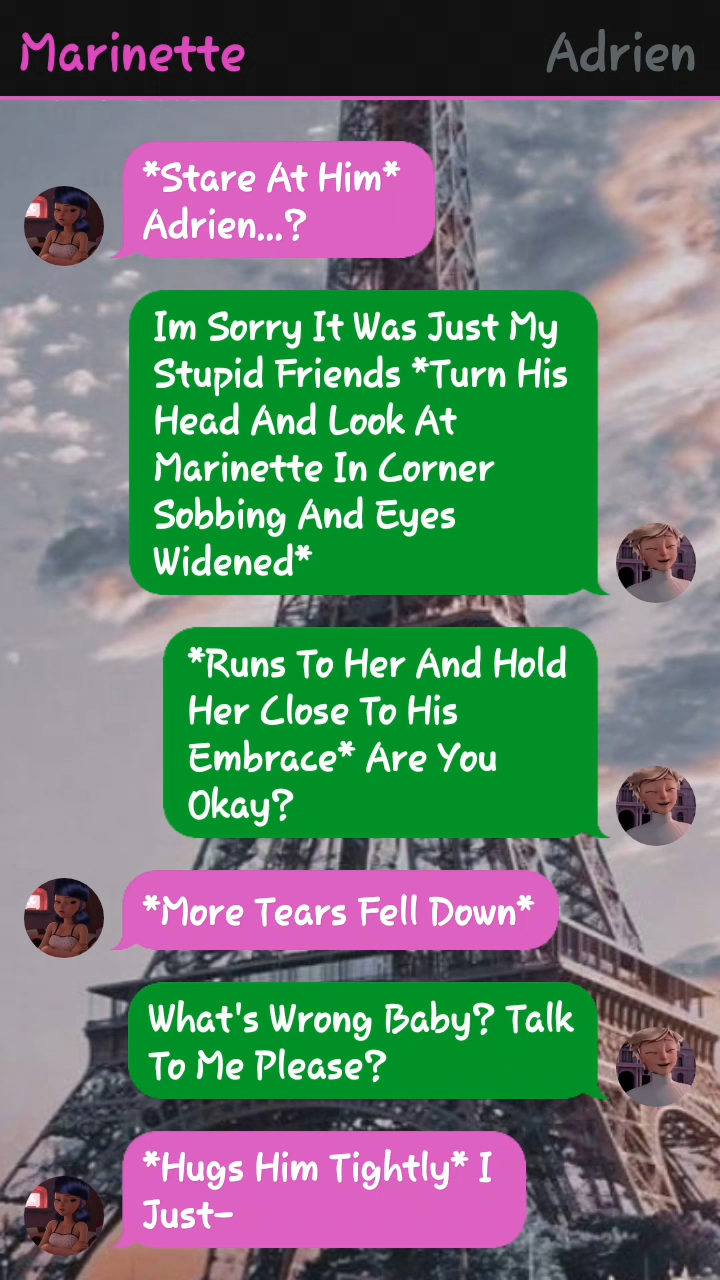 Marinette Adrien
*Stare At Him*
Adrien...?
Im Sorry It Was Just My
Stupid Friends *Turn His
Head And Look At
Marinette In Corner
Sobbing And Eyes
Widened*
*Runs To Her And Hold
Her Close To His
Embrace* Are You
Okay?
*More Tears Fell Down*
What's Wrong Baby? Talk
To Me Please?
*Hugs Him Tightly* I
Just-